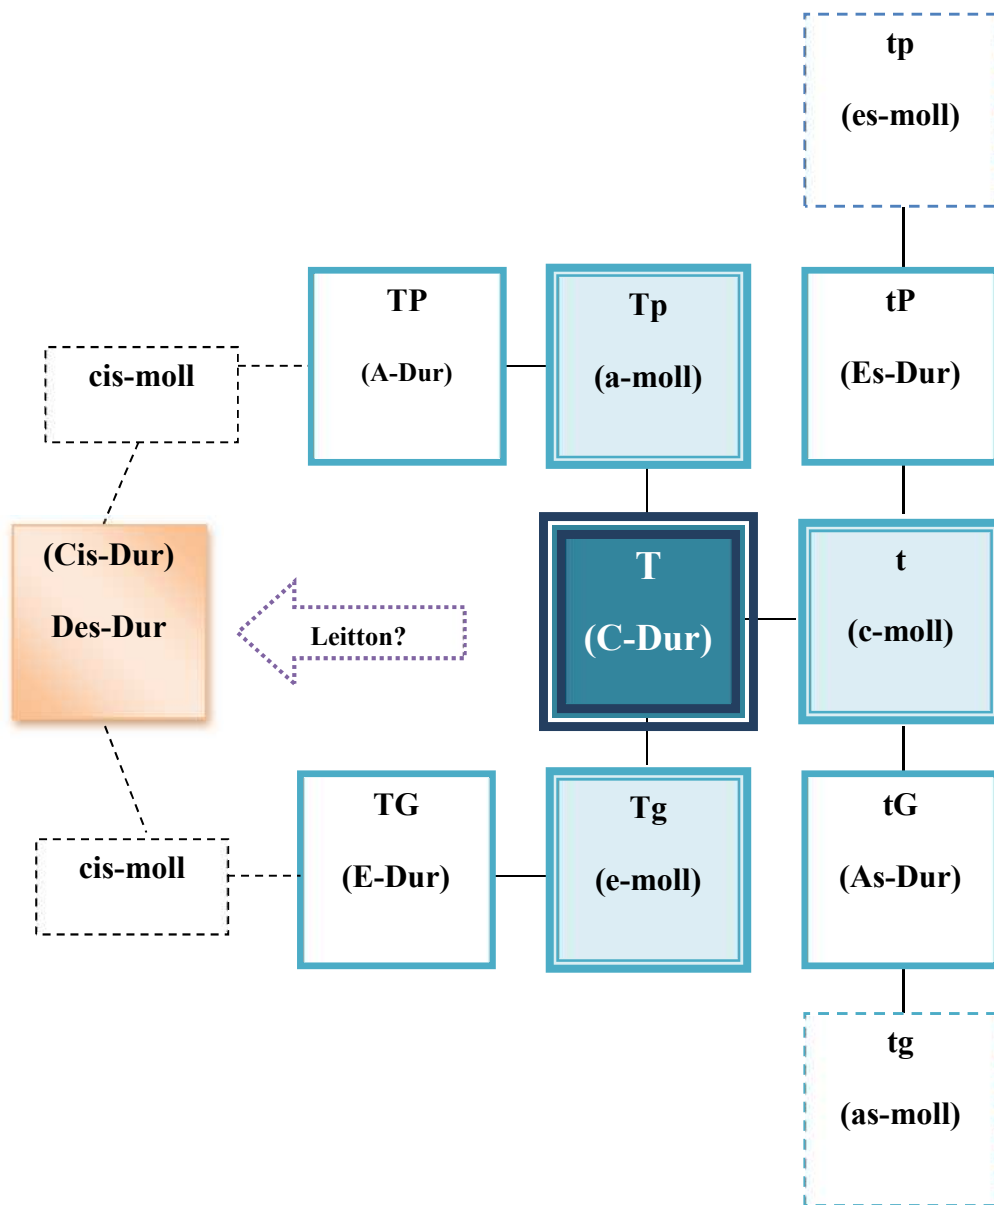 tp
(es-moll)
TP
(A-Dur)
Tp
(a-moll)
tP
(Es-Dur)
cis-moll
(Cis-Dur)
Des-Dur
Leitton?
T
(C-Dur)
t
(c-moll)
cis-moll
TG
(E-Dur)
Tg
(e-moll)
tG
(As-Dur)
tg
(as-moll)